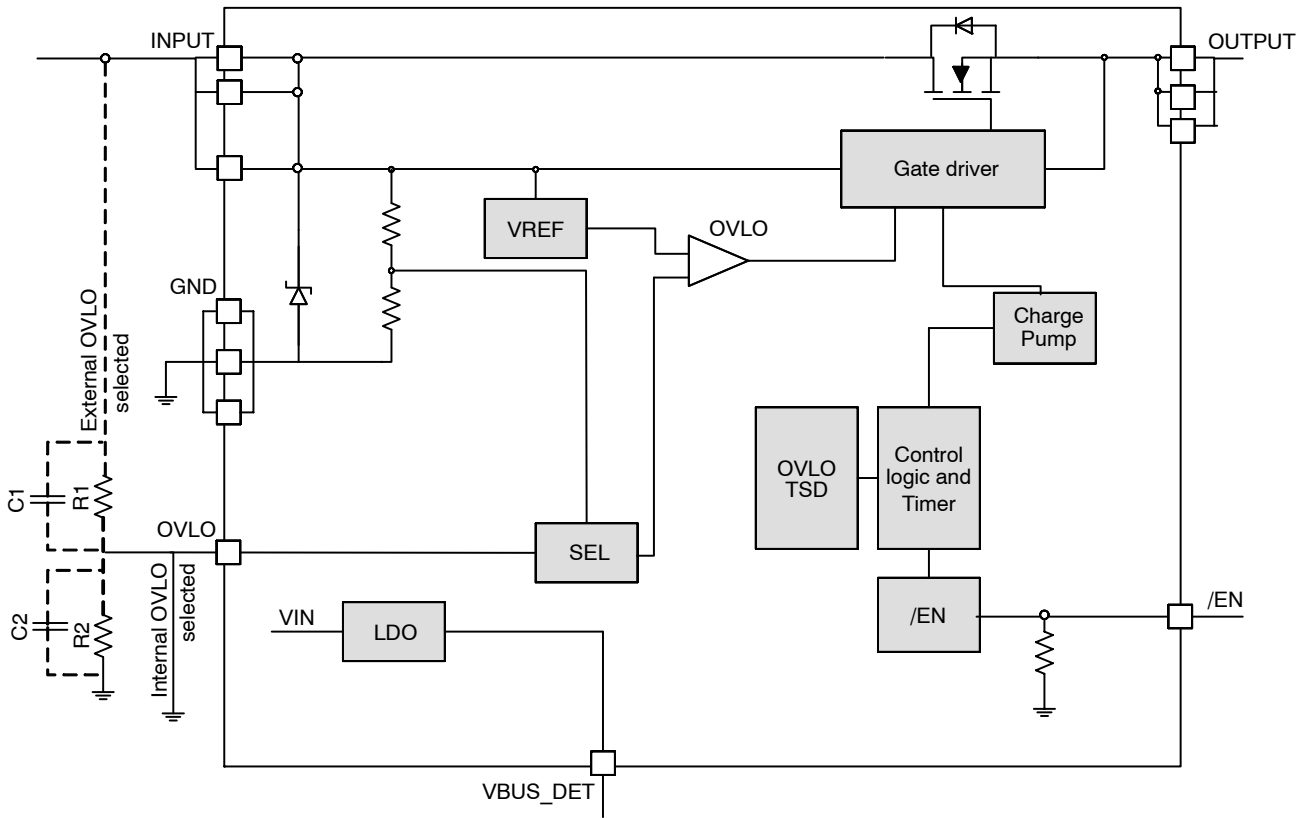 INPUT
OUTPUT
Gate driver
VREF
OVLO
GND
Charge
Pump
External OVLO
selected
OVLO
TSD
Control
logic and
Timer
C1
R1
OVLO
SEL
C2
R2
Internal OVLO
selected
VIN
LDO
/EN
/EN
VBUS_DET